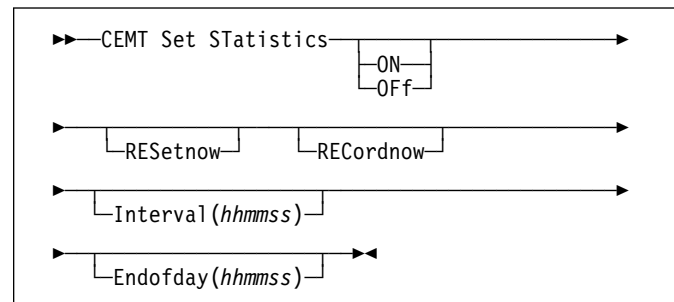 CEMT Set STatistics
ON
OFf
RESetnow RECordnow
Interval(hhmmss)
Endofday(hhmmss)